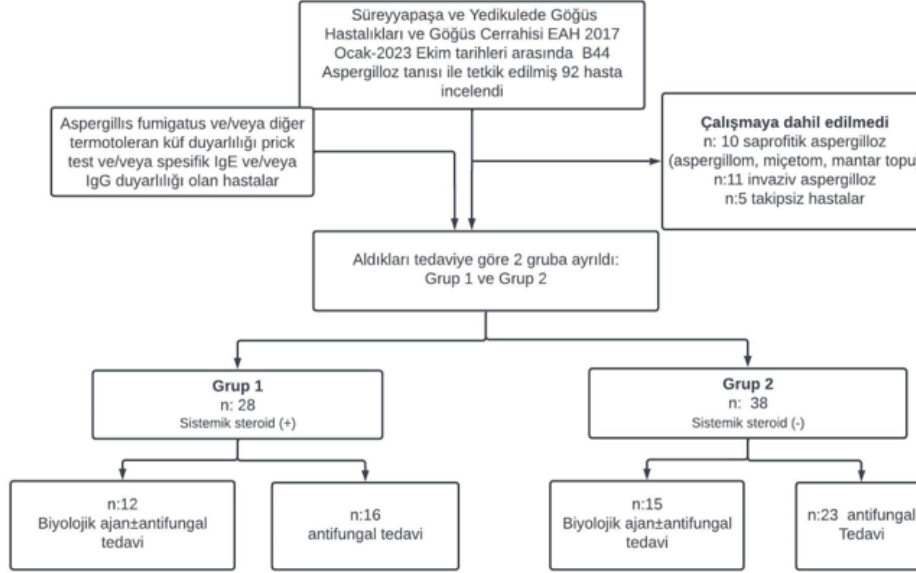 Süreyyapaşa ve Yedikulede Göğüs
Hastalıkları ve Göğüs Cerrahisi EAH 2017
Ocak-2023 Ekim tarihleri arasında B44
Aspergilloz tanısı ile tetkik edilmiş 92 hasta
incelendi
Aspergillıs fumigatus ve/veya diğer
termotoleran küf duyarlılığı prick
test ve/veya spesifik IgE ve/veya
IgG duyarlılığı olan hastalar
Çalışmaya dahil edilmedi
n: 10 saprofitik aspergilloz
(aspergillom, miçetom, mantar topu
n:11 invaziv aspergilloz
n:5 takipsiz hastalar
Aldıkları tedaviye göre 2 gruba ayrıldı:
Grup 1 ve Grup 2
Grup 1
n: 28
Sistemik steroid (+)
Grup 2
n: 38
Sistemik steroid (-)
n:12
Biyolojik ajan±antifungal
tedavi
n:16
antifungal tedavi
n:15
Biyolojik ajan±antifungal
tedavi
n:23 antifungal
Tedavi